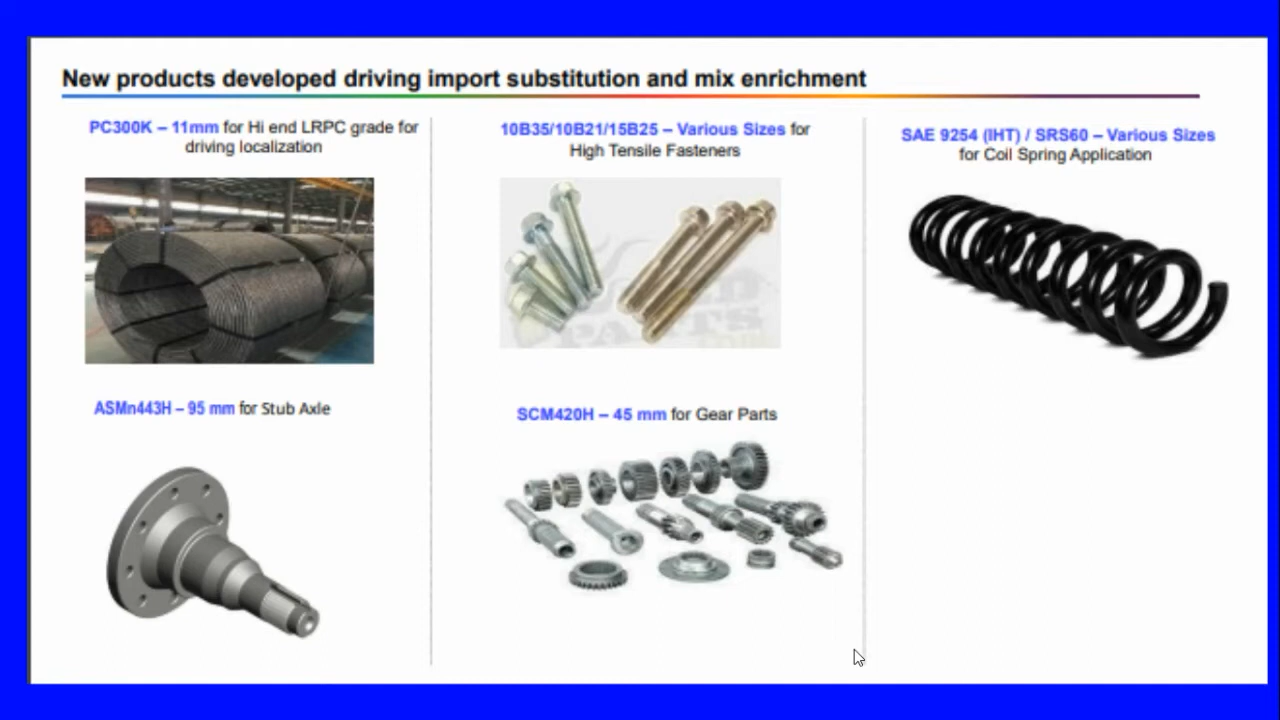 New products developed driving import substitution and mix enrichment
PC300K – 11mm for Hi end LRPC grade for
driving localization
10B35/10B21/15B25 – Various Sizes for
High Tensile Fasteners
SAE 9254 (IHT) / SRS60 – Various Sizes
for Coil Spring Application
PARTS
ASMn443H – 95 mm for Stub Axle
SCM420H – 45 mm for Gear Parts